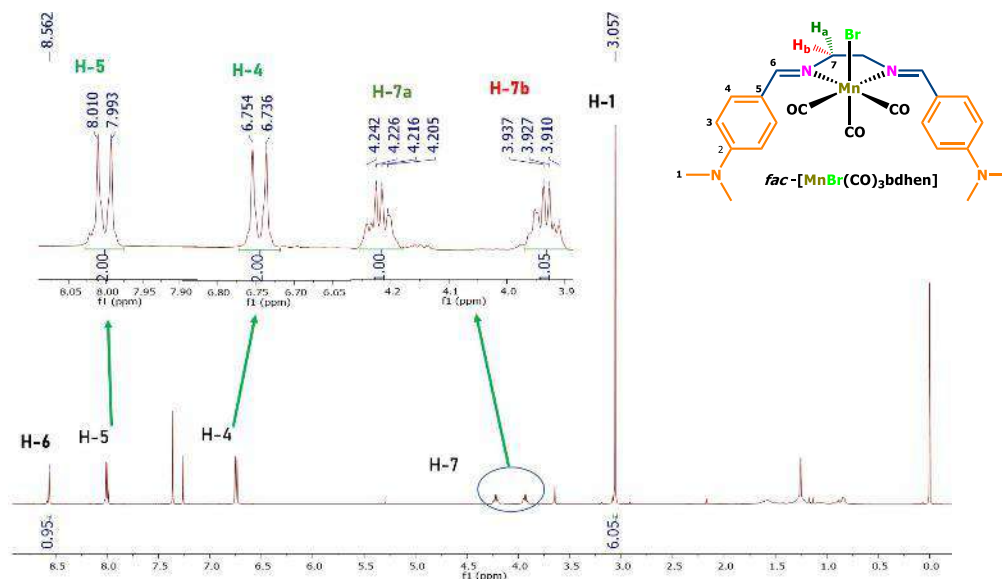 8.562
3.057
H-5
H-4
H-7a
H-7b
H-1
8.010
7.993
6.754
6.736
4.242
4.226
4.216
4.205
3.937
3.927
3.910
2.00
2.00
1.00
1.05
8.05 8.00 7.95 7.90 6.80 6.75 6.70 6.65 4.2 4.1 4.0 3.9
f1 (ppm) f1 (ppm) f1 (ppm)
Ha
Hb
Br
7
6
N
N
5
4
3
2
1
Mn
OC
CO
CO
N
N
fac-[MnBr(CO)3bdhen]
H-6
H-5
H-4
H-7
0.95
6.05
8.5 8.0 7.5 7.0 6.5 6.0 5.5 5.0 4.5 4.0 3.5 3.0 2.5 2.0 1.5 1.0 0.5 0.0
f1 (ppm)